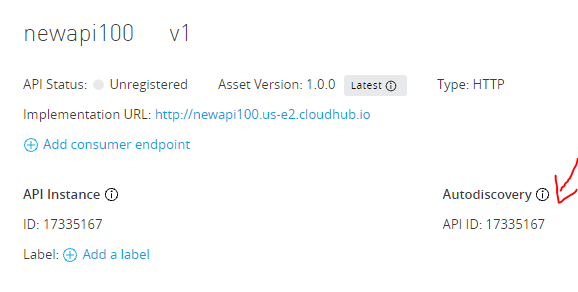 newapi100 v1
API Status: Unregistered Asset Version: 1.0.0 Latest Type: HTTP
Implementation URL: http://newapi100.us-e2.cloudhub.io
Add consumer endpoint
API Instance Autodiscovery
ID: 17335167 API ID: 17335167
Label: Add a label